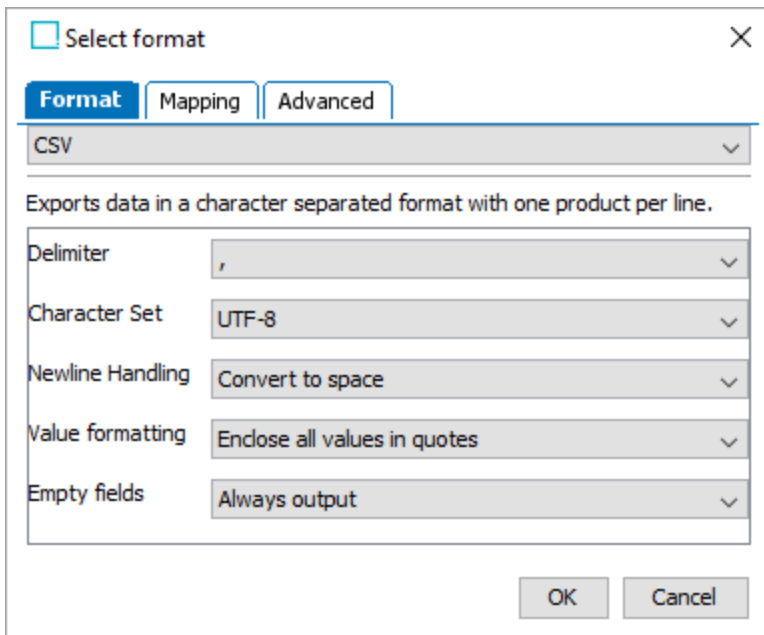 Select format
Format Mapping Advanced
CSV
Exports data in a character separated format with one product per line.
Delimiter ,
Character Set UTF-8
Newline Handling Convert to space
Value formatting Enclose all values in quotes
Empty fields Always output
OK Cancel